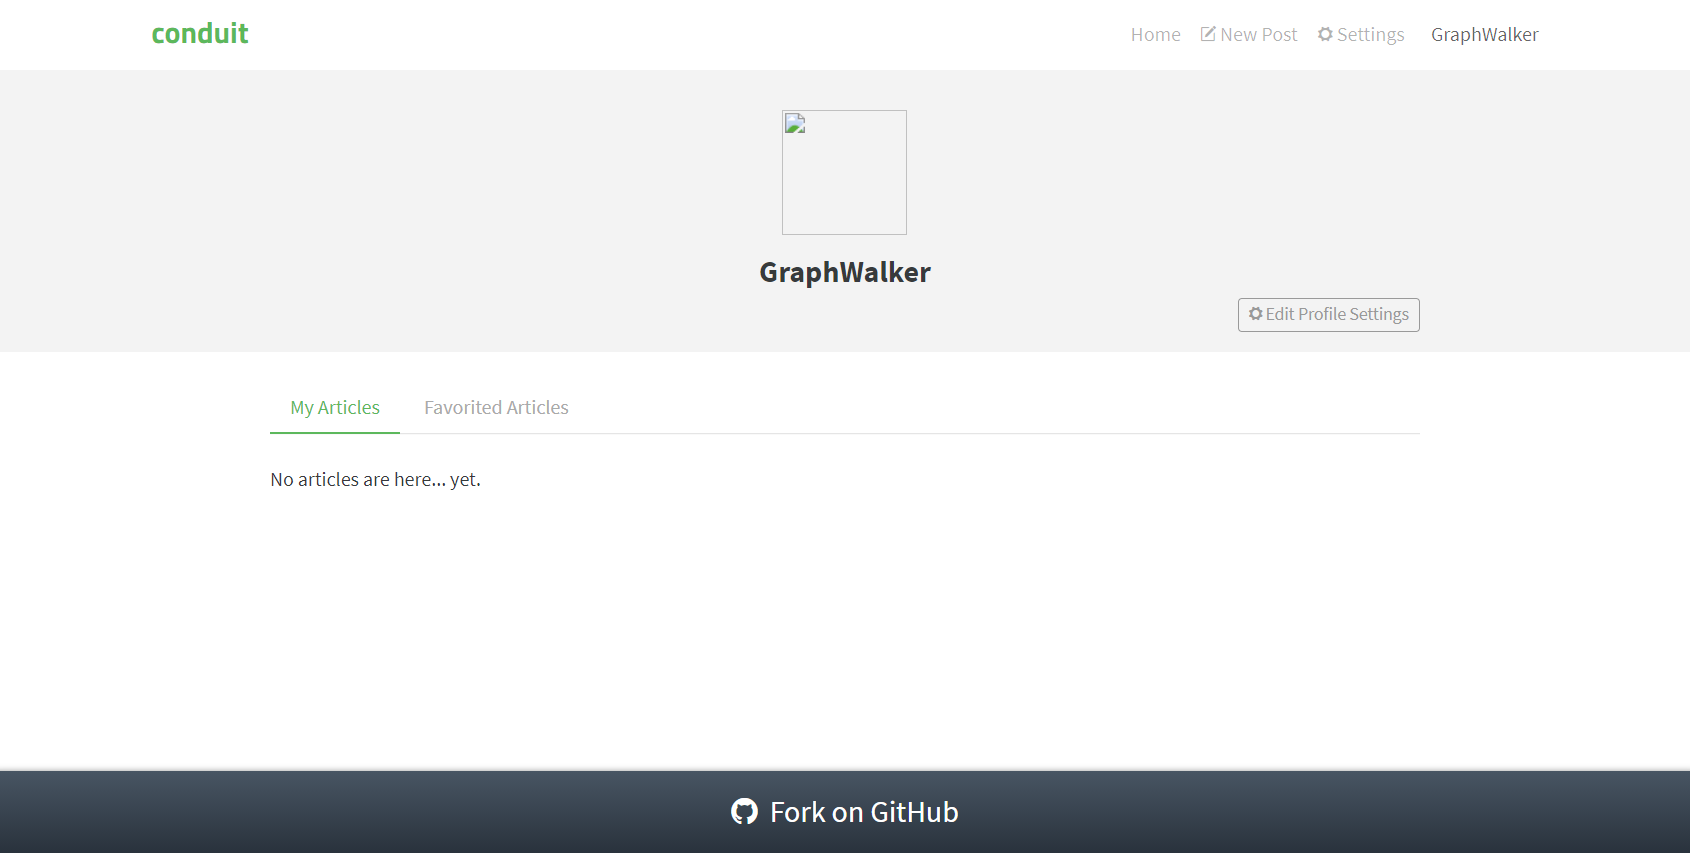 conduit
Home New Post Settings GraphWalker
GraphWalker
Edit Profile Settings
My Articles Favorited Articles
No articles are here... yet.
Fork on GitHub